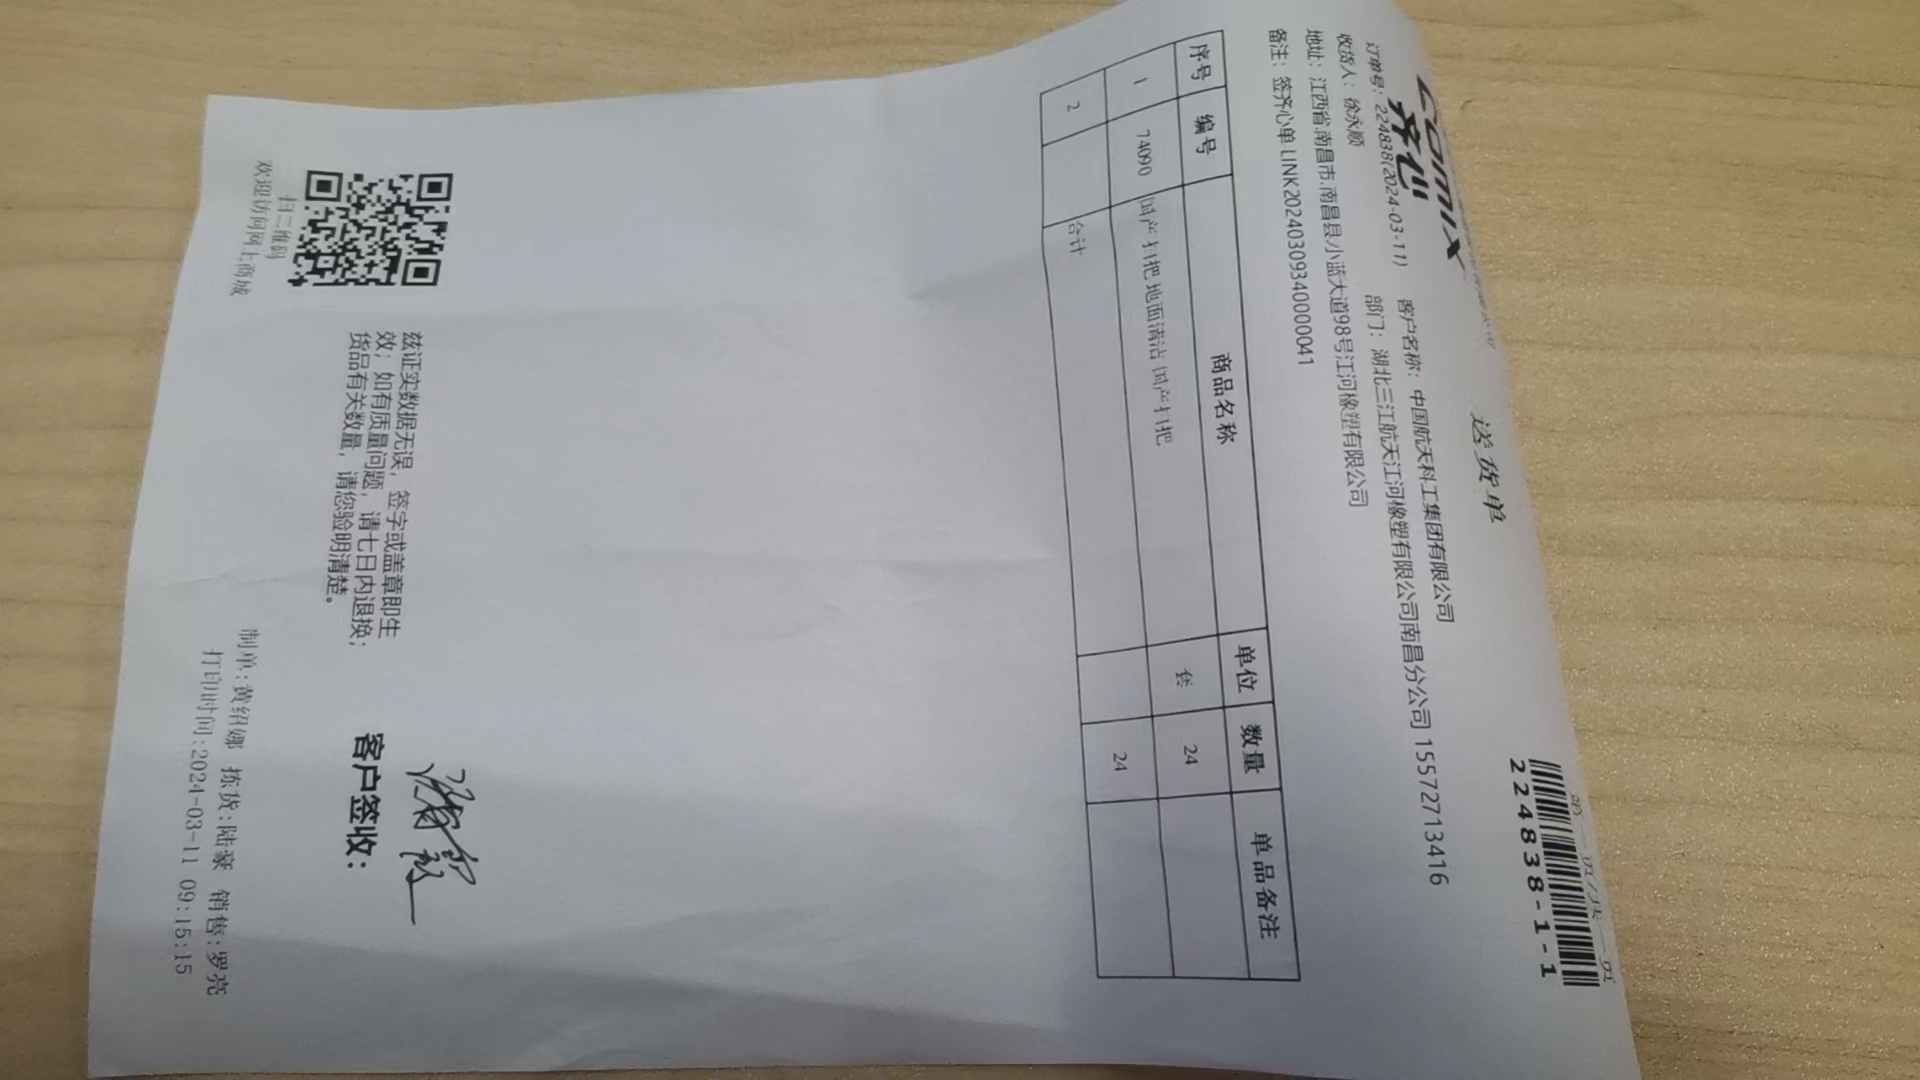 comix
齐心
送货单
第一页/共一页
224838-1-1
订单号：224838(2024-03-11) 客户名称：中国航天科工集团有限公司
收货人：徐永顺 部门：湖北三江航天江河橡塑有限公司南昌分公司 15572713416
地址：江西省.南昌市.南昌县小蓝大道98号江河橡塑有限公司
备注：签齐心单 LINK2024030934000041
序号 编号 商品名称 单位 数量 单品备注
1 74090 国产 扫把 地面清洁 国产 扫把 套 24
2 合计 24
兹证实数据无误，签字或盖章即生
效；如有质量问题，请七日内退换；
货品有关数量，请您验明清楚。
客户签收：
扫二维码
欢迎访问网上商城
制单:黄绍娜 拣货:陆豪 销售:罗亮
打印时间:2024-03-11 09:15:15